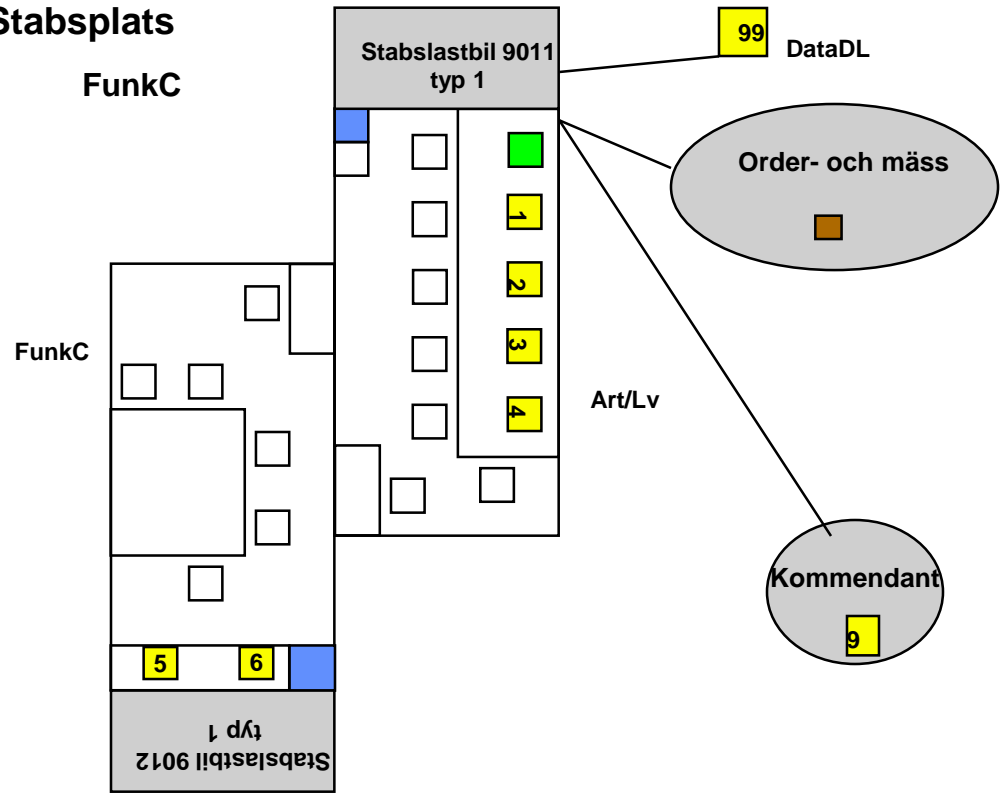 Stabsplats
FunkC
Stabslastbil 9011
typ 1
99
DataDL
Order- och mäss
1
2
3
4
FunkC
Art/Lv
Kommendant
9
5
6
Stabslastbil 9012
typ 1